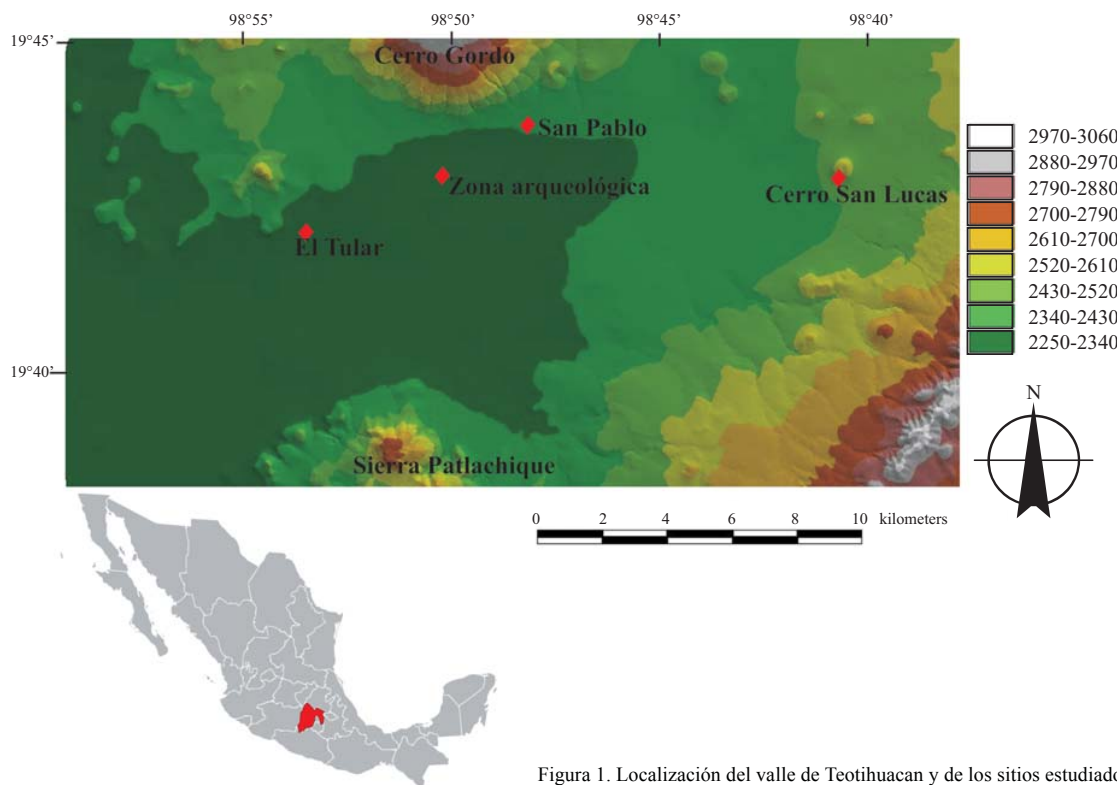 98°55' 98°50' 98°45' 98°40'
19°45'
Cerro Gordo
San Pablo
Zona arqueológica
Cerro San Lucas
El Tular
19°40'
Sierra Patlachique
2970-3060
2880-2970
2790-2880
2700-2790
2610-2700
2520-2610
2430-2520
2340-2430
2250-2340
N
0 2 4 6 8 10 kilometers
Figura 1. Localización del valle de Teotihuacan y de los sitios estudiado